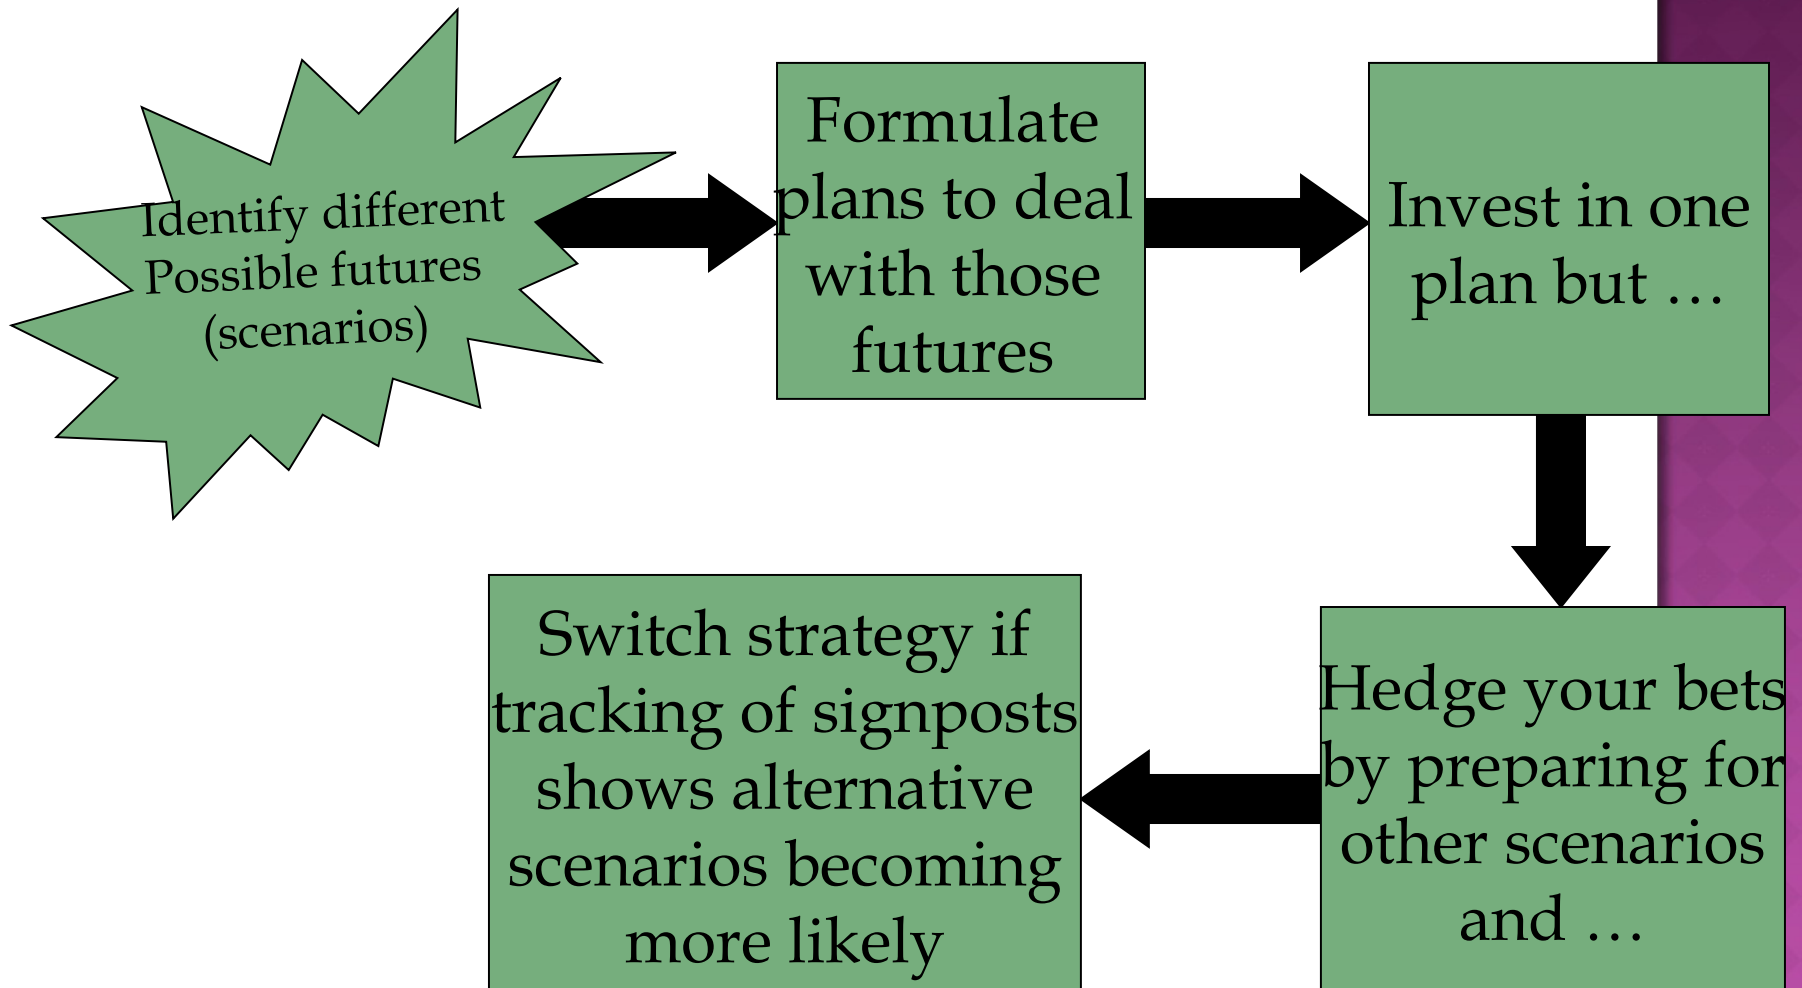 Identify different
Possible futures
(scenarios)
Formulate
plans to deal
with those
futures
Invest in one
plan but …
Hedge your bets
by preparing for
other scenarios
and …
Switch strategy if
tracking of signposts
shows alternative
scenarios becoming
more likely